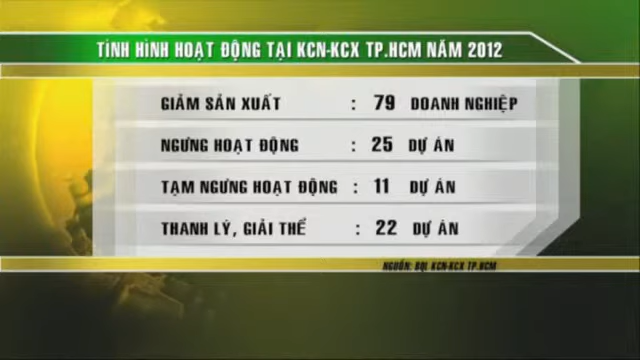 TÌNH HÌNH HOẠT ĐỘNG TẠI KCN-KCX TP.HCM NĂM 2012
GIẢM SẢN XUẤT : 79 DOANH NGHIỆP
NGƯNG HOẠT ĐỘNG : 25 DỰ ÁN
TẠM NGƯNG HOẠT ĐỘNG : 11 DỰ ÁN
THANH LÝ, GIẢI THỂ : 22 DỰ ÁN
NGUỒN: BQL KCN-KCX TP.HCM